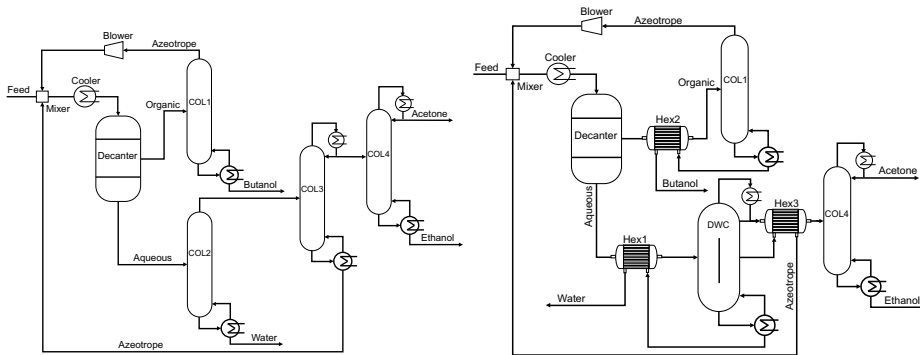 Blower
Azeotrope
Feed
Mixer
Cooler
Organic
COL1
Decanter
Butanol
Aqueous
COL2
Water
COL3
Azeotrope
COL4
Acetone
Ethanol
Blower
Azeotrope
Feed
Mixer
Cooler
Organic
COL1
Decanter
Hex2
Butanol
Aqueous
Hex1
Water
DWC
Hex3
Azeotrope
COL4
Acetone
Ethanol